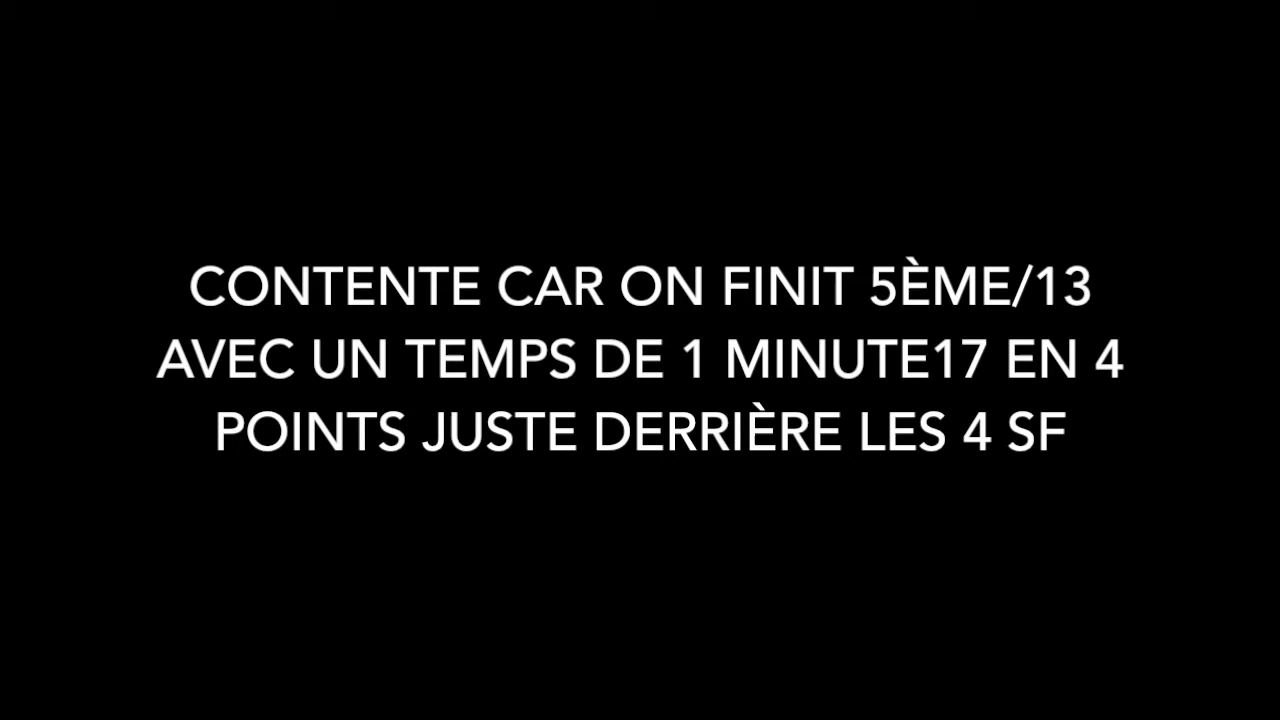 CONTENTE CAR ON FINIT 5ÈME/13
AVEC UN TEMPS DE 1 MINUTE17 EN 4
POINTS JUSTE DERRIÈRE LES 4 SF